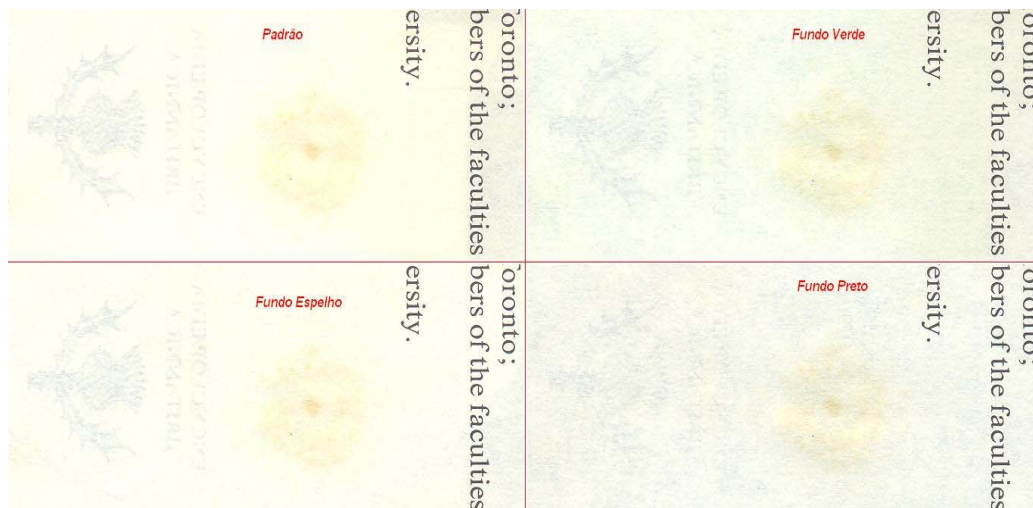 Padrão
oronto;
bers of the faculties
ersity.
Fundo Verde
oronto;
bers of the faculties
ersity.
Fundo Espelho
oronto;
bers of the faculties
ersity.
Fundo Preto
oronto;
bers of the faculties
ersity.